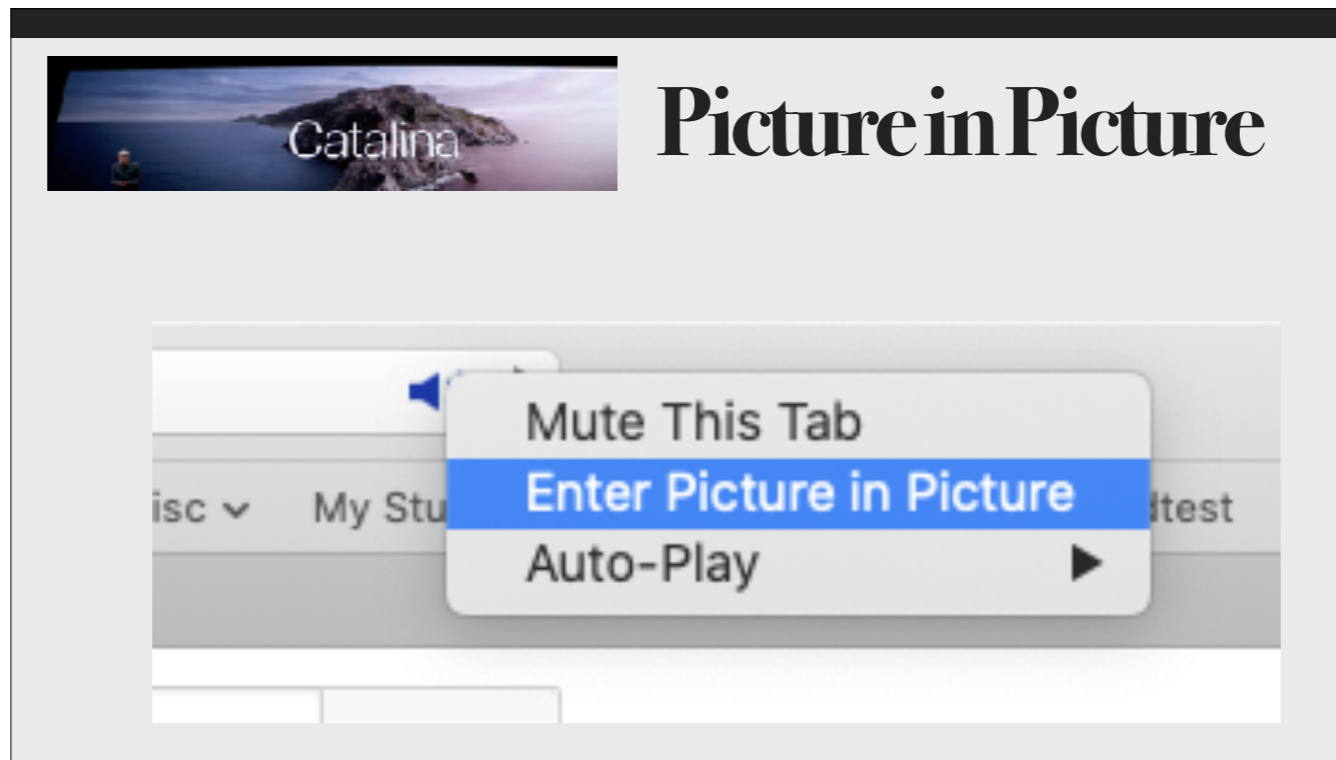 Catalina
Picture in Picture
Mute This Tab
Enter Picture in Picture
isc My Stu dtest
Auto-Play